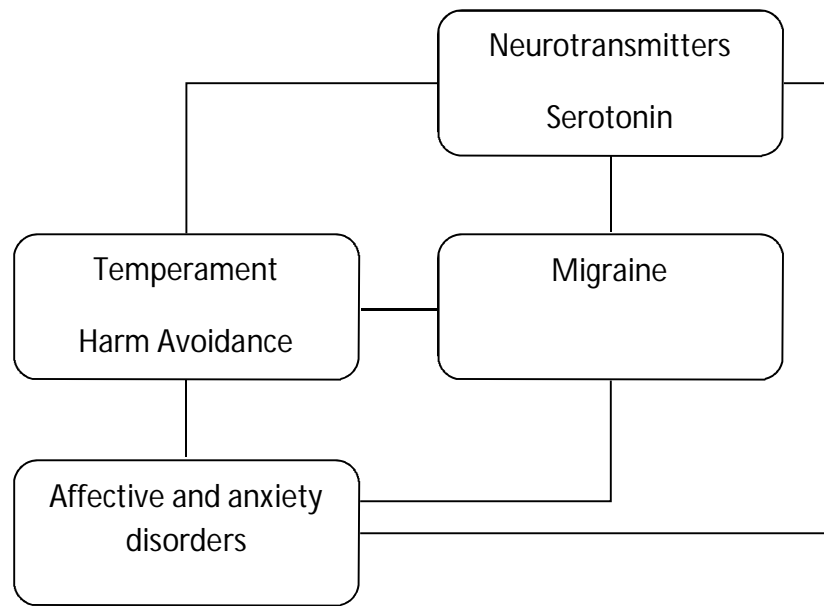 Neurotransmitters
Serotonin
Temperament
Harm Avoidance
Migraine
Affective and anxiety
disorders